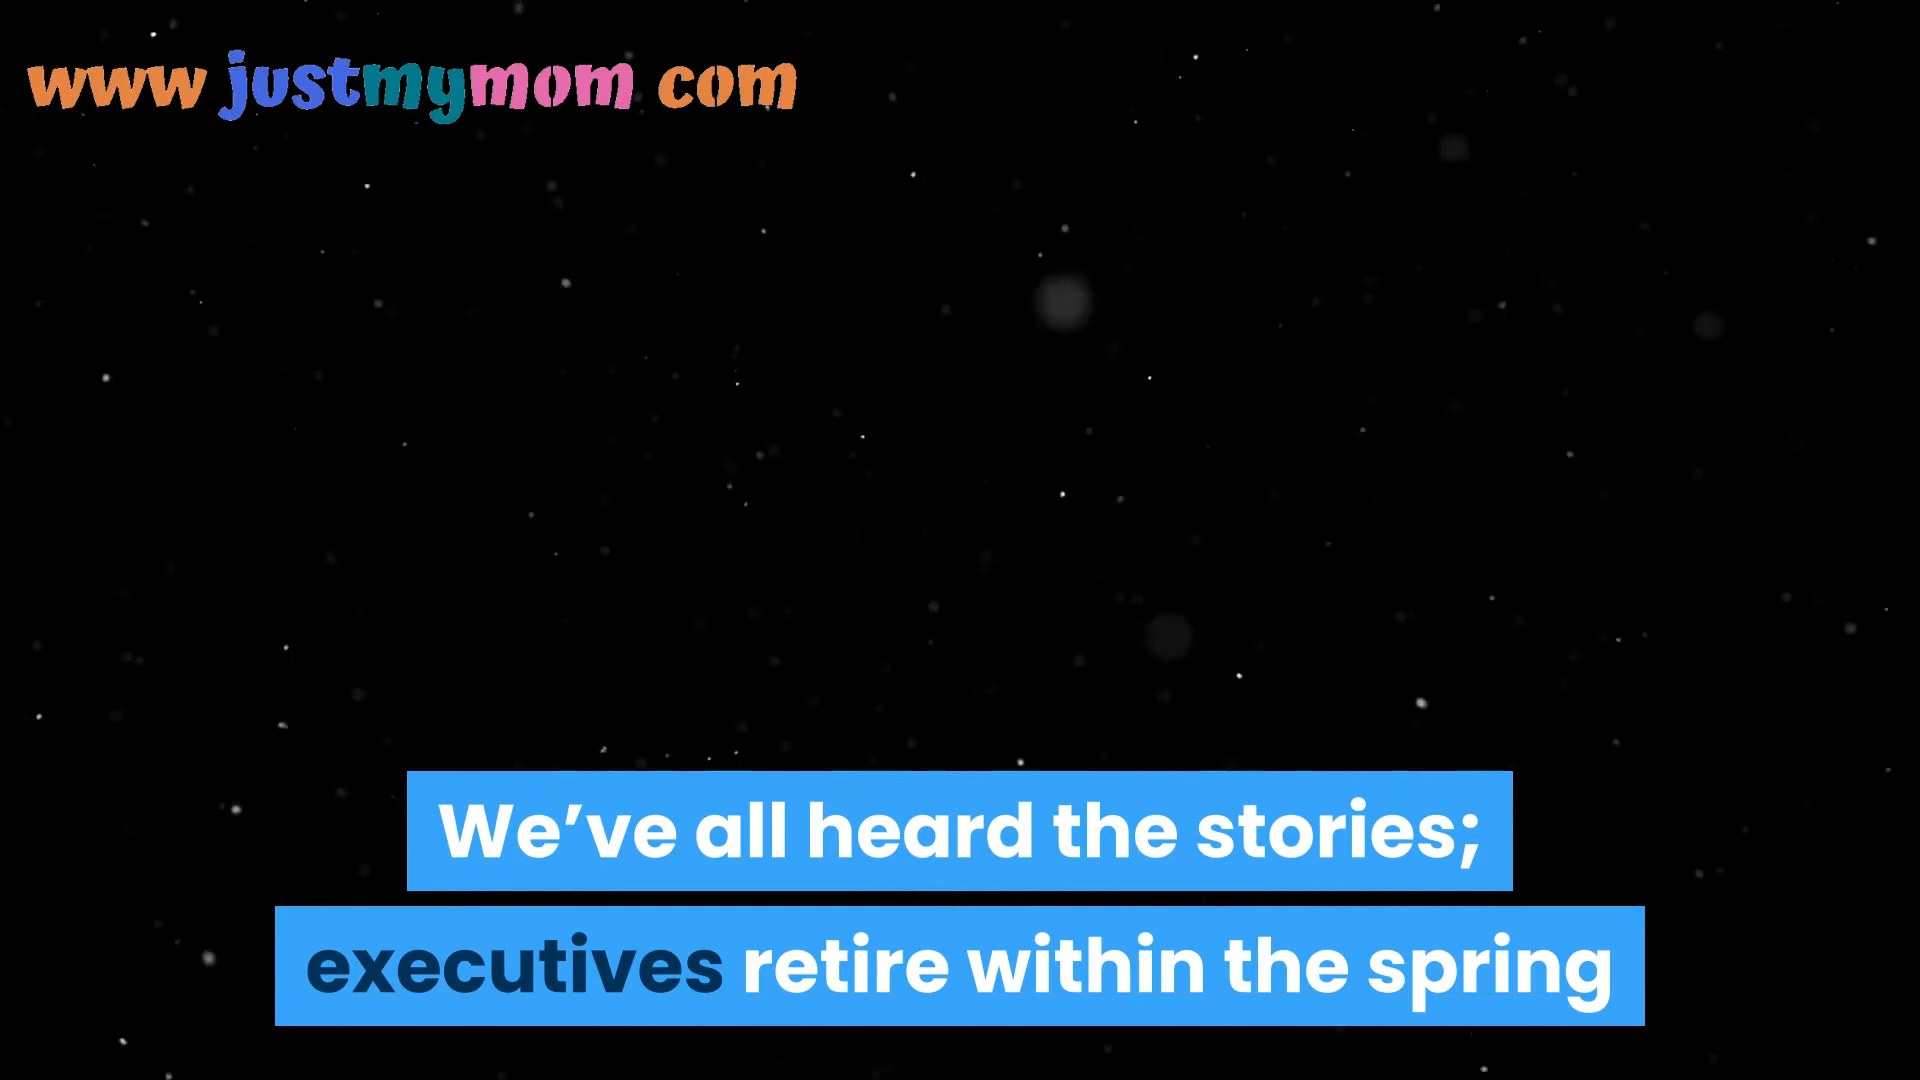 www justmymom com
We’ve all heard the stories;
executives retire within the spring